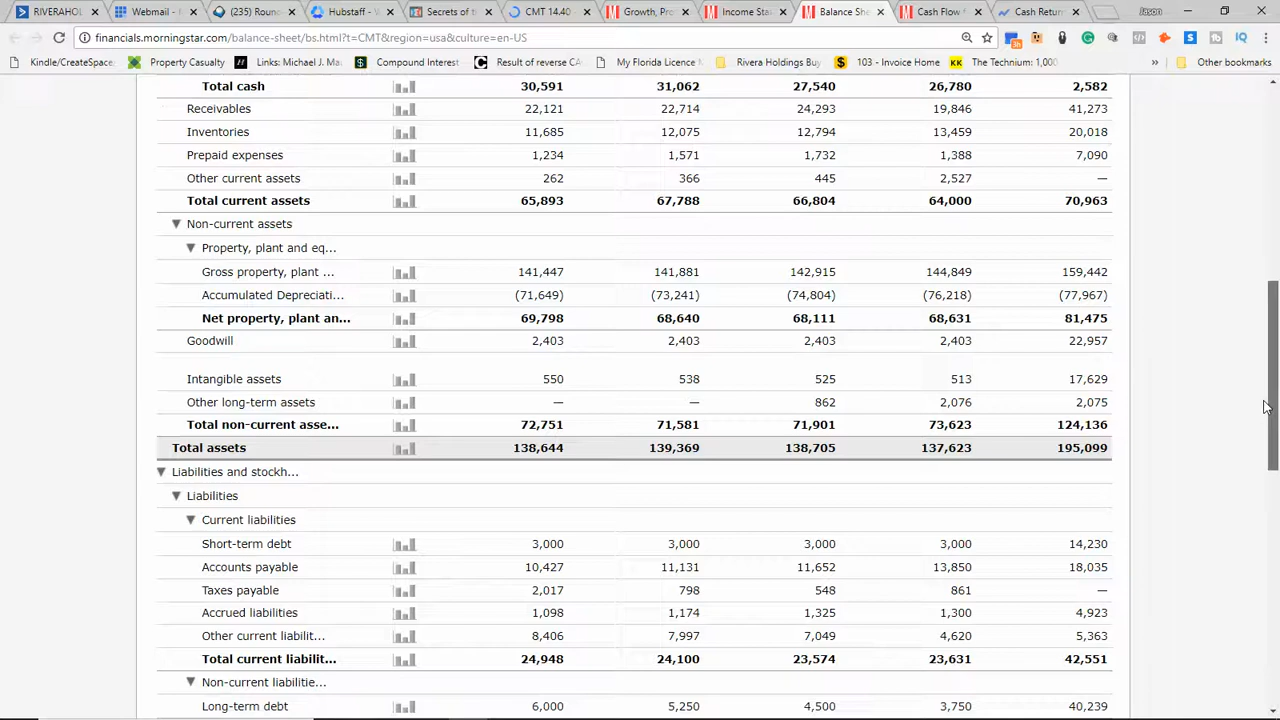 RIVERAHOL
Webmail -
(235) Roun
Hubstaff -
Secrets of t
CMT 14.40
Growth, Pr
Income Sta
Balance She
Cash Flow
Cash Retur
Jason
financials.morningstar.com/balance-sheet/bs.html?t=CMT&region=usa&culture=en-US
3h
Kindle/CreateSpace
Property Casualty
Links: Michael J. Ma
Compound Interest
Result of reverse CA
My Florida Licence
Rivera Holdings Buy
103 - Invoice Home
KK The Technium: 1,000
»
Other bookmarks
Total cash 30,591 31,062 27,540 26,780 2,582
Receivables 22,121 22,714 24,293 19,846 41,273
Inventories 11,685 12,075 12,794 13,459 20,018
Prepaid expenses 1,234 1,571 1,732 1,388 7,090
Other current assets 262 366 445 2,527 —
Total current assets 65,893 67,788 66,804 64,000 70,963
Non-current assets
Property, plant and eq...
Gross property, plant ... 141,447 141,881 142,915 144,849 159,442
Accumulated Depreciati... (71,649) (73,241) (74,804) (76,218) (77,967)
Net property, plant an... 69,798 68,640 68,111 68,631 81,475
Goodwill 2,403 2,403 2,403 2,403 22,957
Intangible assets 550 538 525 513 17,629
Other long-term assets — — 862 2,076 2,075
Total non-current asse... 72,751 71,581 71,901 73,623 124,136
Total assets 138,644 139,369 138,705 137,623 195,099
Liabilities and stockh...
Liabilities
Current liabilities
Short-term debt 3,000 3,000 3,000 3,000 14,230
Accounts payable 10,427 11,131 11,652 13,850 18,035
Taxes payable 2,017 798 548 861 —
Accrued liabilities 1,098 1,174 1,325 1,300 4,923
Other current liabilit... 8,406 7,997 7,049 4,620 5,363
Total current liabilit... 24,948 24,100 23,574 23,631 42,551
Non-current liabilitie...
Long-term debt 6,000 5,250 4,500 3,750 40,239